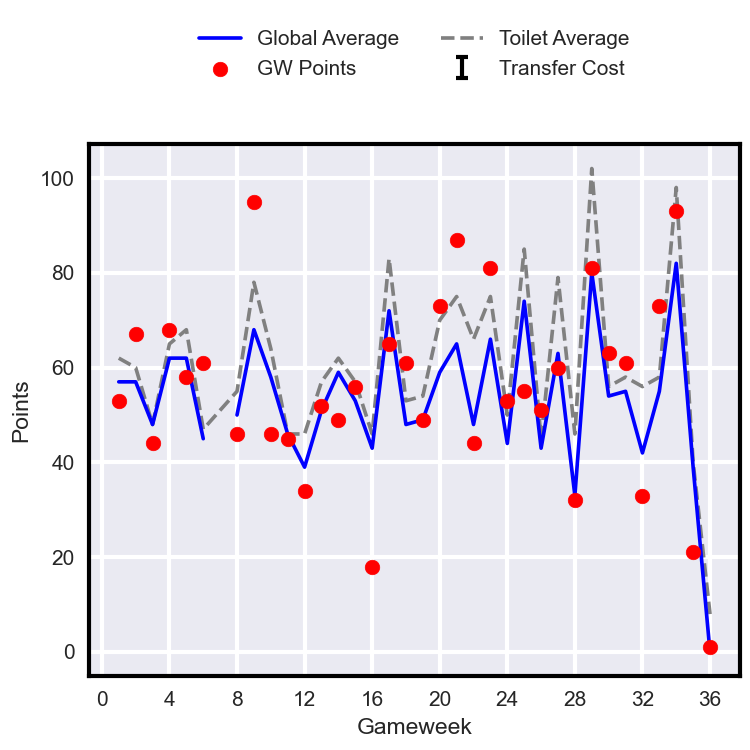 Global Average
GW Points
Toilet Average
Transfer Cost
100
80
60
40
20
0
Points
0 4 8 12 16 20 24 28 32 36
Gameweek